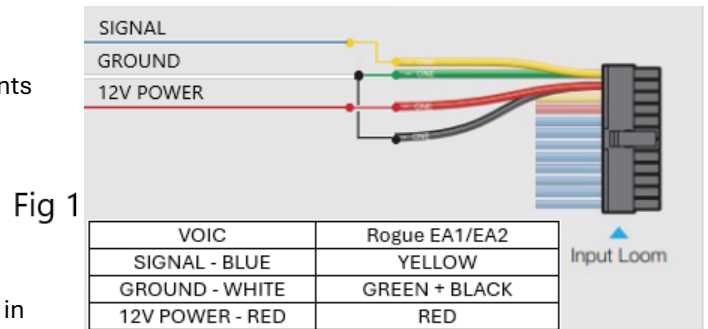 SIGNAL
GROUND
nts
12V POWER
Fig 1
Input Loom
VOIC Rogue EA1/EA2
SIGNAL - BLUE YELLOW
GROUND - WHITE GREEN + BLACK
in
12V POWER - RED RED